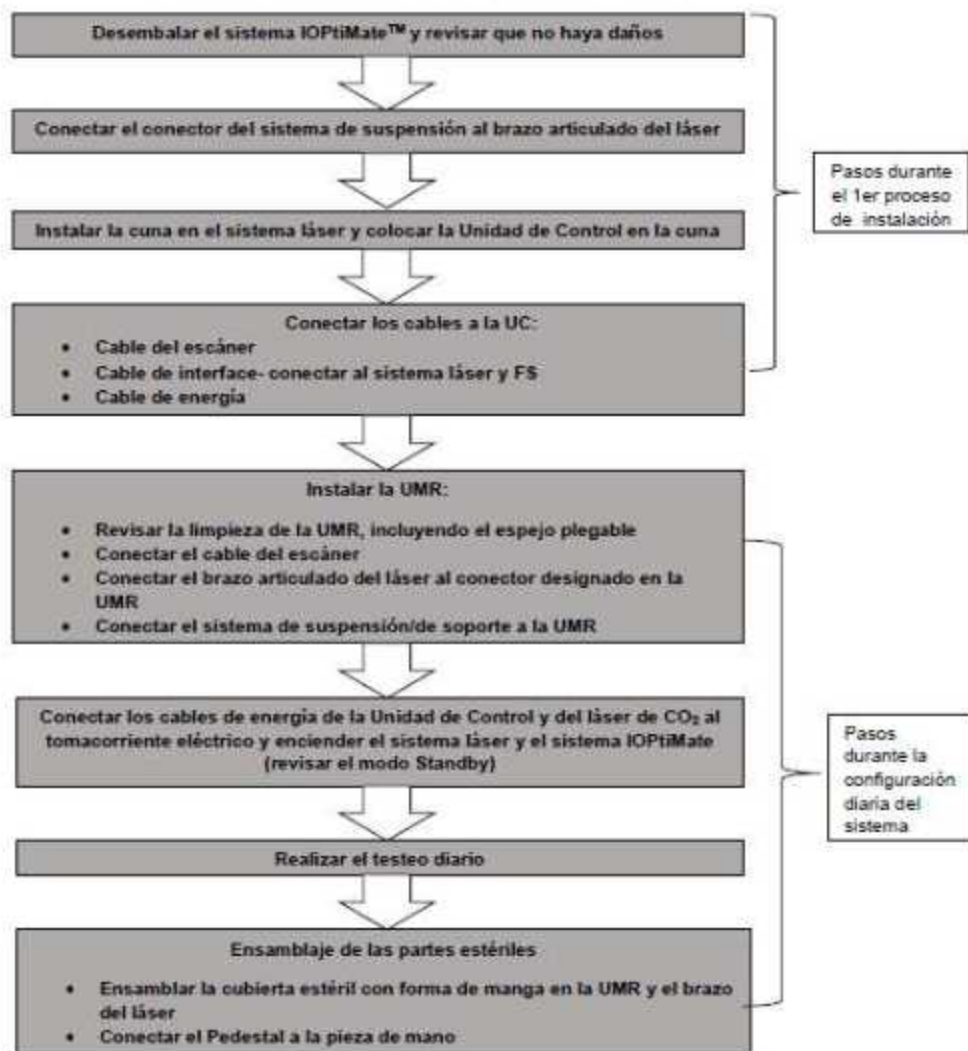 Desembalar el sistema IOPtiMate™ y revisar que no haya daños
Conectar el conector del sistema de suspensión al brazo articulado del láser
Instalar la cuna en el sistema láser y colocar la Unidad de Control en la cuna
Conectar los cables a la UC:
• Cable del escáner
• Cable de interface- conectar al sistema láser y FS
• Cable de energía
Pasos durante
el 1er proceso
de instalación
Instalar la UMR:
• Revisar la limpieza de la UMR, incluyendo el espejo plegable
• Conectar el cable del escáner
• Conectar el brazo articulado del láser al conector designado en la
UMR
• Conectar el sistema de suspensión/de soporte a la UMR
Conectar los cables de energía de la Unidad de Control y del láser de CO₂ al
tomacorriente eléctrico y enciender el sistema láser y el sistema IOPtiMate
(revisar el modo Standby)
Realizar el testeo diario
Ensamblaje de las partes estériles
• Ensamblar la cubierta estéril con forma de manga en la UMR y el brazo
del láser
• Conectar el Pedestal a la pieza de mano
Pasos
durante la
configuración
diaria del
sistema